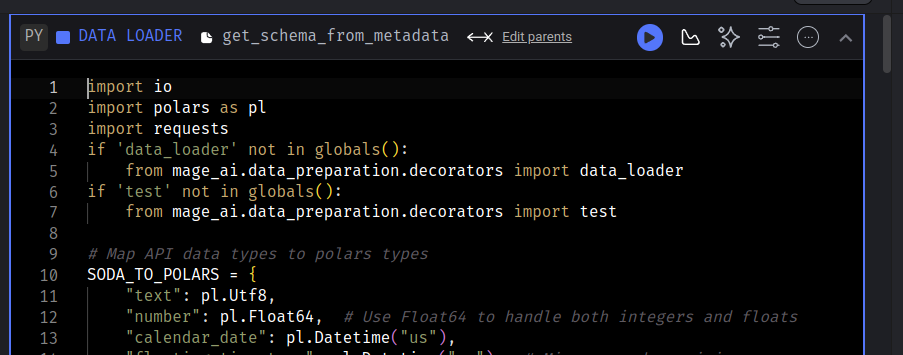 PY DATA LOADER get_schema_from_metadata Edit parents
1 import io
2 import polars as pl
3 import requests
4 if 'data_loader' not in globals():
5 from mage_ai.data_preparation.decorators import data_loader
6 if 'test' not in globals():
7 from mage_ai.data_preparation.decorators import test
8
9 # Map API data types to polars types
10 SODA_TO_POLARS = {
11 "text": pl.Utf8,
12 "number": pl.Float64, # Use Float64 to handle both integers and floats
13 "calendar_date": pl.Datetime("us"),